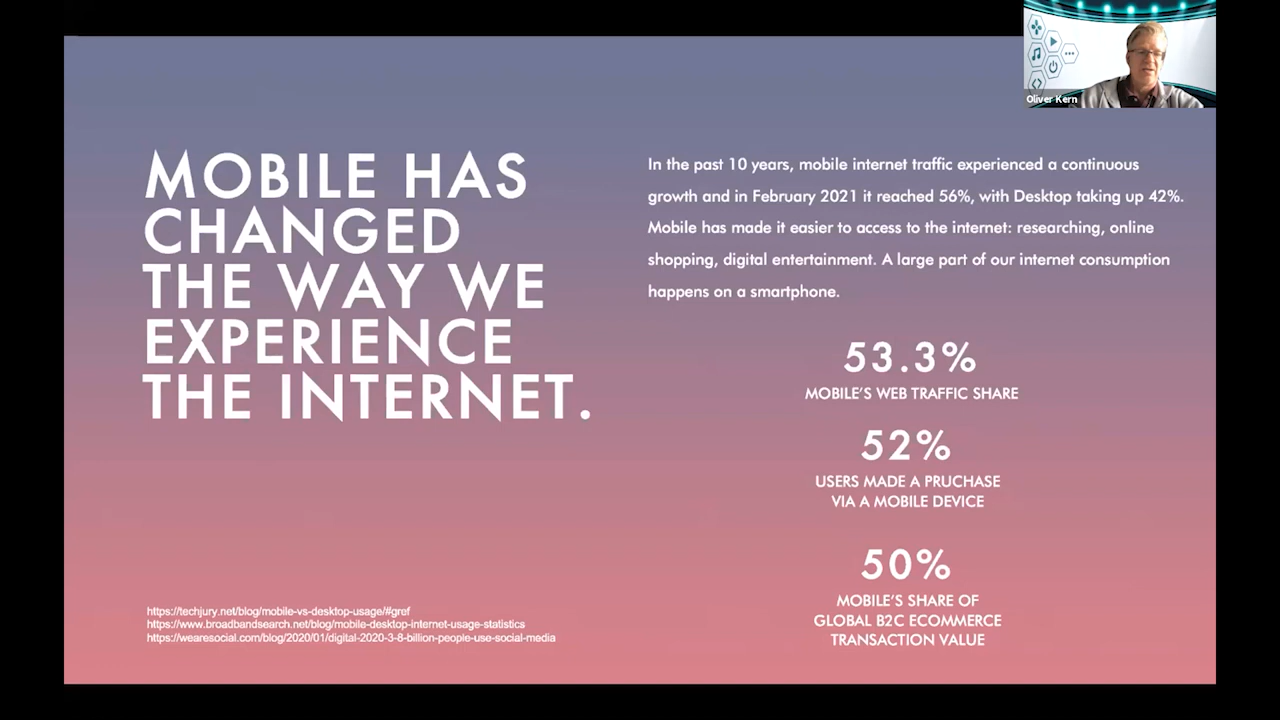 Oliver Kern
MOBILE HAS
CHANGED
THE WAY WE
EXPERIENCE
THE INTERNET.
In the past 10 years, mobile internet traffic experienced a continuous
growth and in February 2021 it reached 56%, with Desktop taking up 42%.
Mobile has made it easier to access to the internet: researching, online
shopping, digital entertainment. A large part of our internet consumption
happens on a smartphone.
53.3%
MOBILE'S WEB TRAFFIC SHARE
52%
USERS MADE A PRUCHASE
VIA A MOBILE DEVICE
50%
MOBILE'S SHARE OF
GLOBAL B2C ECOMMERCE
TRANSACTION VALUE
https://techjury.net/blog/mobile-vs-desktop-usage/#gref
https://www.broadbandsearch.net/blog/mobile-desktop-internet-usage-statistics
https://wearesocial.com/blog/2020/01/digital-2020-3-8-billion-people-use-social-media